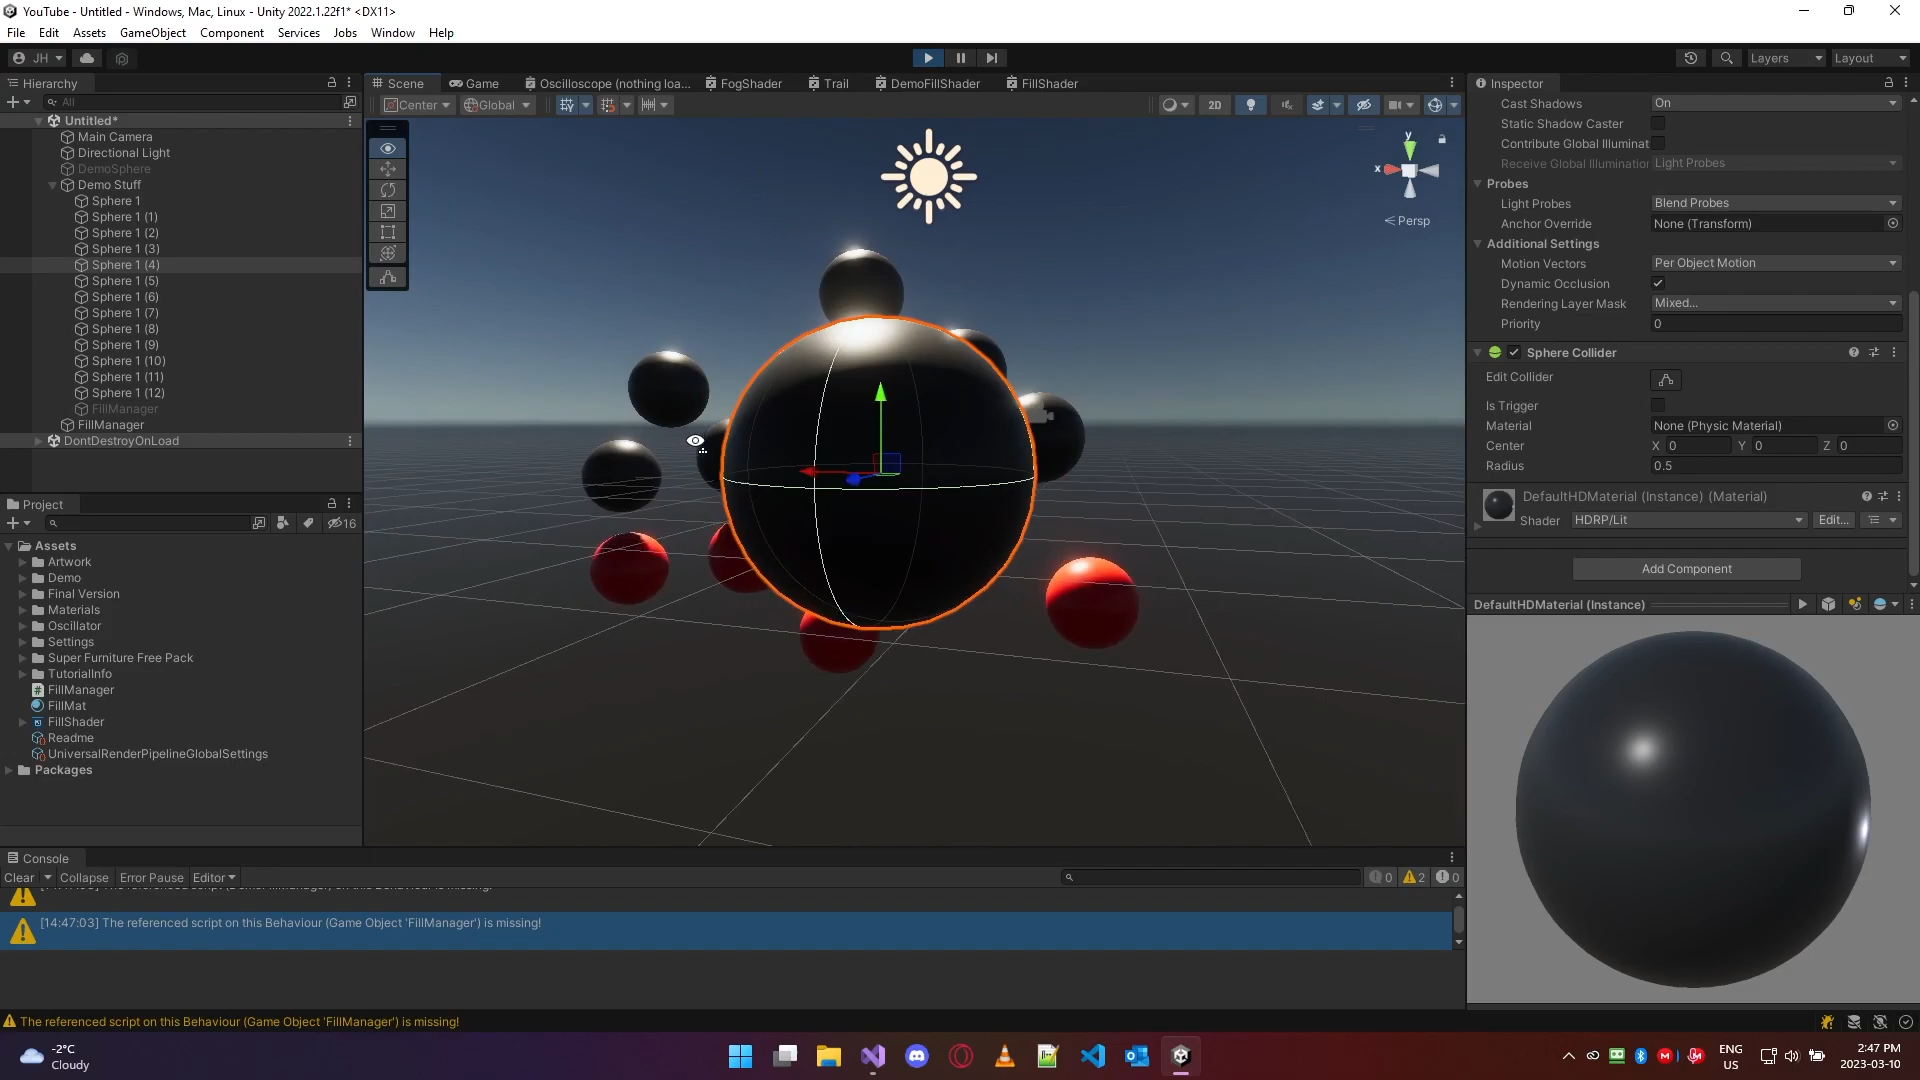 YouTube - Untitled - Windows, Mac, Linux - Unity 2022.1.22f1* <DX11>
File Edit Assets GameObject Component Services Jobs Window Help
JH
Layers
Layout
Hierarchy
All
Untitled*
Main Camera
Directional Light
DemoSphere
Demo Stuff
Sphere 1
Sphere 1 (1)
Sphere 1 (2)
Sphere 1 (3)
Sphere 1 (4)
Sphere 1 (5)
Sphere 1 (6)
Sphere 1 (7)
Sphere 1 (8)
Sphere 1 (9)
Sphere 1 (10)
Sphere 1 (11)
Sphere 1 (12)
FillManager
FillManager
DontDestroyOnLoad
Project
16
Assets
Artwork
Demo
Final Version
Materials
Oscillator
Settings
Super Furniture Free Pack
TutorialInfo
FillManager
FillMat
FillShader
Readme
UniversalRenderPipelineGlobalSettings
Packages
Scene Game Oscilloscope (nothing loa... FogShader Trail DemoFillShader FillShader
Center Global 2D
y
x
Persp
Inspector
Cast Shadows On
Static Shadow Caster
Contribute Global Illuminat
Receive Global Illumination Light Probes
Probes
Light Probes Blend Probes
Anchor Override None (Transform)
Additional Settings
Motion Vectors Per Object Motion
Dynamic Occlusion
Rendering Layer Mask Mixed...
Priority 0
Sphere Collider
Edit Collider
Is Trigger
Material None (Physic Material)
Center X 0 Y 0 Z 0
Radius 0.5
DefaultHDMaterial (Instance) (Material)
Shader HDRP/Lit Edit...
Add Component
DefaultHDMaterial (Instance)
Console
Clear Collapse Error Pause Editor
0 2 0
[14:47:03] The referenced script on this Behaviour (Game Object 'FillManager') is missing!
The referenced script on this Behaviour (Game Object 'FillManager') is missing!
-2°C
Cloudy
ENG
US
2:47 PM
2023-03-10